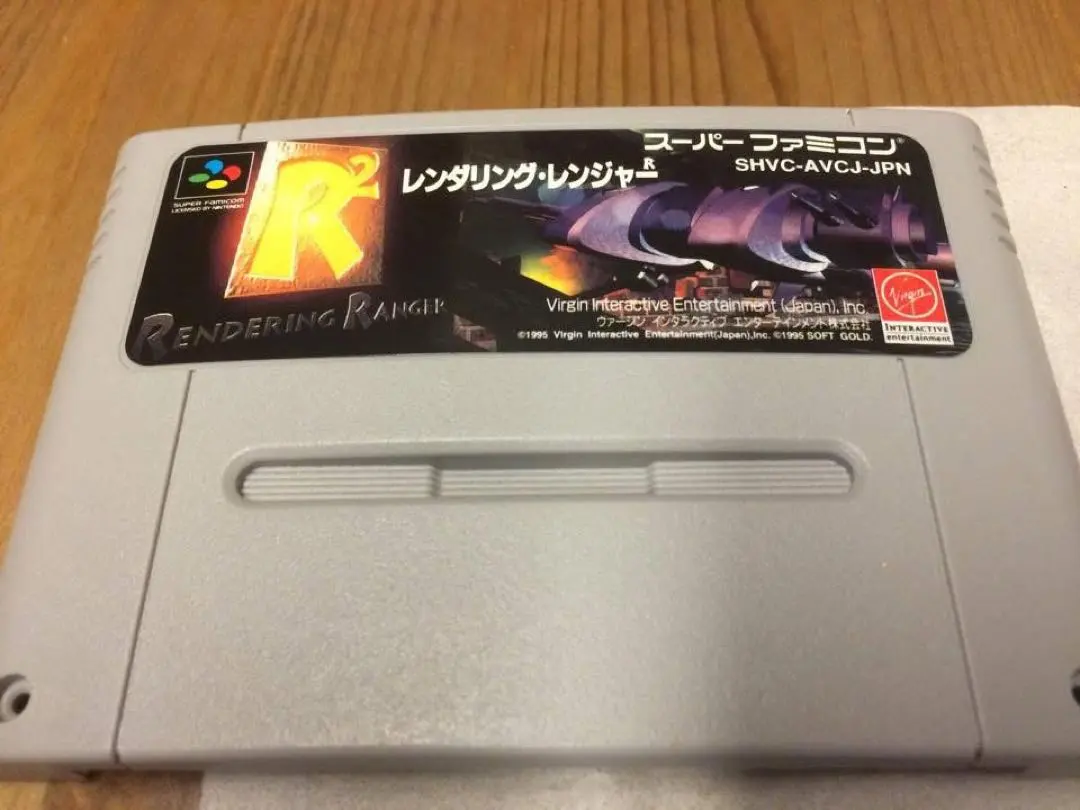 スーパーファミコン®
SHVC-AVCJ-JPN
SUPER FAMICOM
LICENSED BY NINTENDO
R2
レンダリング・レンジャーR
RENDERING RANGER
Virgin Interactive Entertainment (Japan), Inc.
ヴァージン インタラクティブ エンターテインメント株式会社
©1995 Virgin Interactive Entertainment(Japan),Inc. ©1995 SOFT GOLD.
Virgin
INTERACTIVE
entertainment